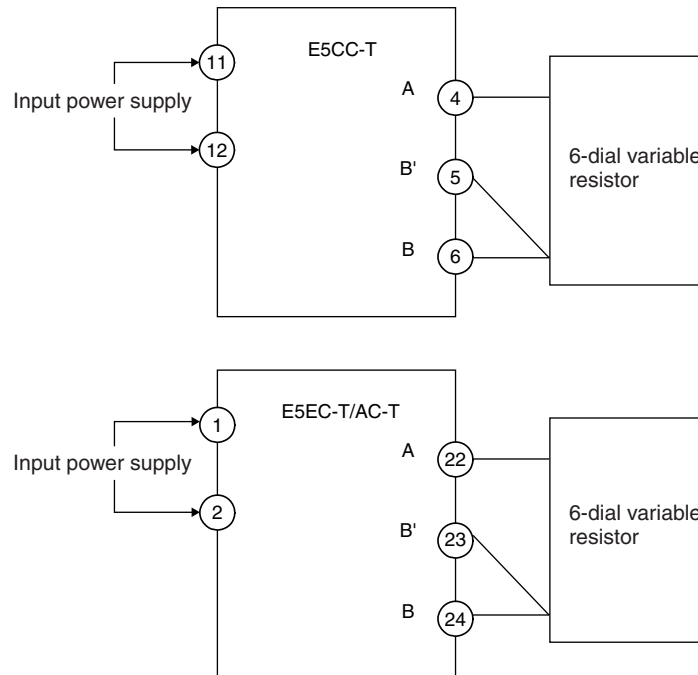 E5CC-T
11
Input power supply
12
A
4
B'
5
B
6
6-dial variable
resistor
E5EC-T/AC-T
1
Input power supply
2
A
22
B'
23
B
24
6-dial variable
resistor